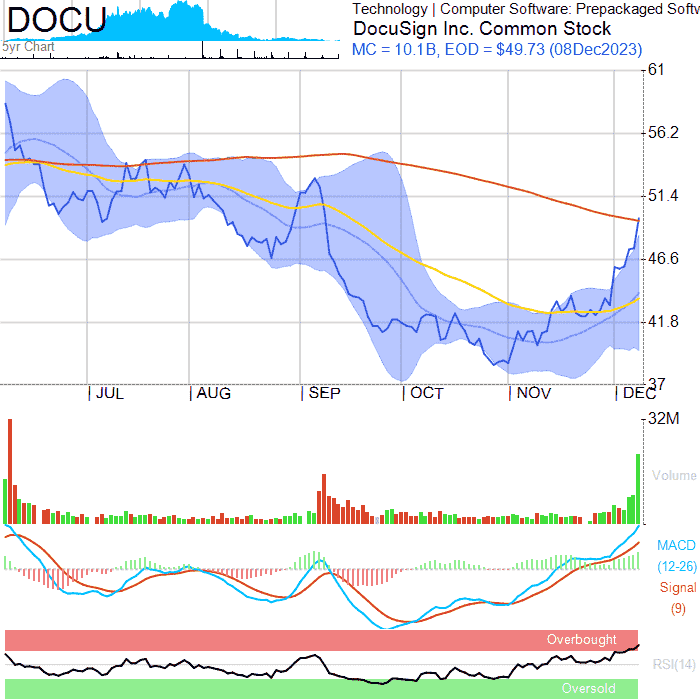 DOCU
5yr Chart
Technology | Computer Software: Prepackaged Softw
DocuSign Inc. Common Stock
MC = 10.1B, EOD = $49.73 (08Dec2023)
61
56.2
51.4
46.6
41.8
37
JUL AUG SEP OCT NOV DEC
32M
Volume
MACD
(12-26)
Signal
(9)
Overbought
RSI(14)
Oversold